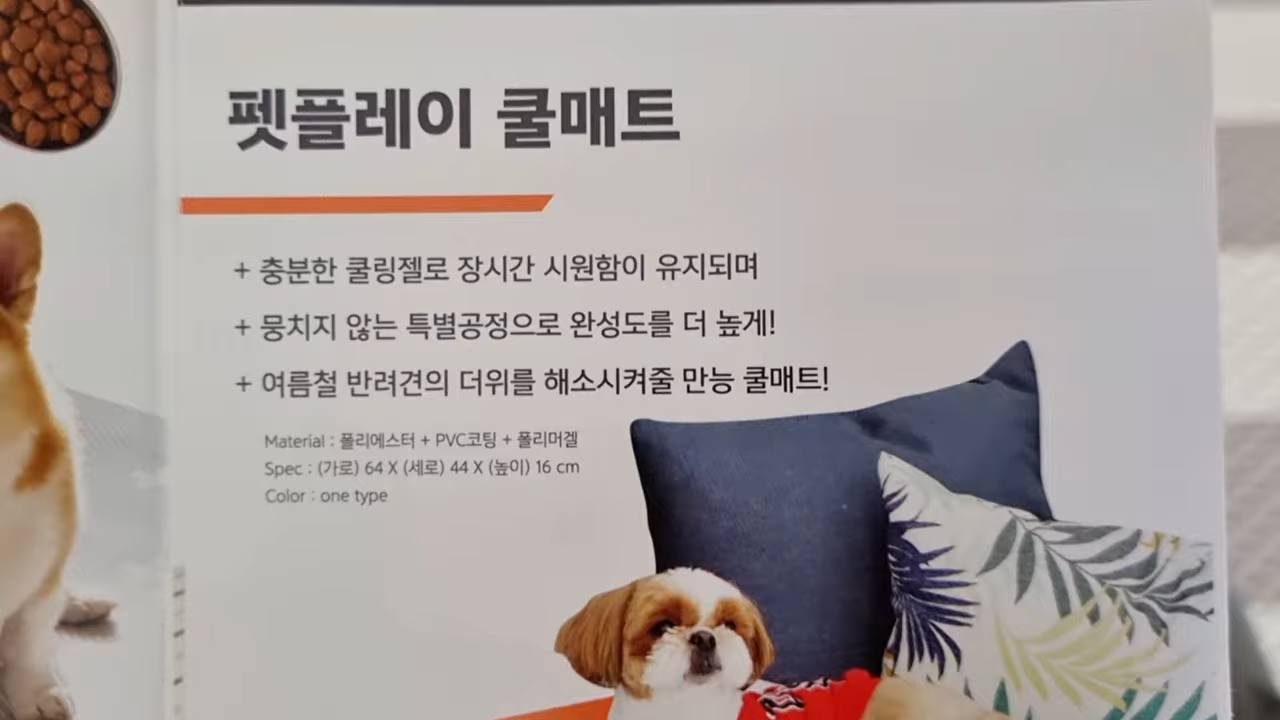 펫플레이 쿨매트
+ 충분한 쿨링젤로 장시간 시원함이 유지되며
+ 뭉치지 않는 특별공정으로 완성도를 더 높게!
+ 여름철 반려견의 더위를 해소시켜줄 만능 쿨매트!
Material : 폴리에스터 + PVC코팅 + 폴리머겔
Spec : (가로) 64 X (세로) 44 X (높이) 16 cm
Color : one type